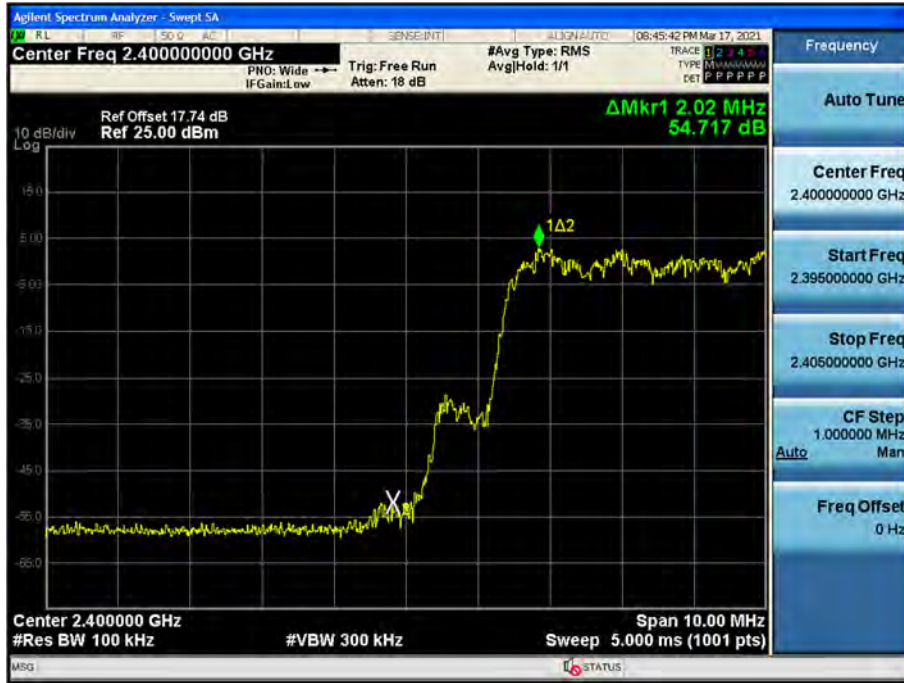 Agilent Spectrum Analyzer - Swept SA
RL RF 50 Ω AC SENSE:INT ALIGN AUTO 08:45:42 PM Mar 17, 2021
Center Freq 2.400000000 GHz
PNO: Wide
IFGain:Low
Trig: Free Run
Atten: 18 dB
#Avg Type: RMS
Avg|Hold: 1/1
TRACE 1 2 3 4 5 6
TYPE
DET P P P P P P
Frequency
Auto Tune
Ref Offset 17.74 dB
10 dB/div Ref 25.00 dBm
Log
ΔMkr1 2.02 MHz
54.717 dB
15.0
5.00
-5.00
-15.0
-25.0
-35.0
-45.0
-55.0
-65.0
1Δ2
Center Freq
2.400000000 GHz
Start Freq
2.395000000 GHz
Stop Freq
2.405000000 GHz
CF Step
1.000000 MHz
Auto Man
Freq Offset
0 Hz
Center 2.400000 GHz Span 10.00 MHz
#Res BW 100 kHz #VBW 300 kHz Sweep 5.000 ms (1001 pts)
MSG STATUS